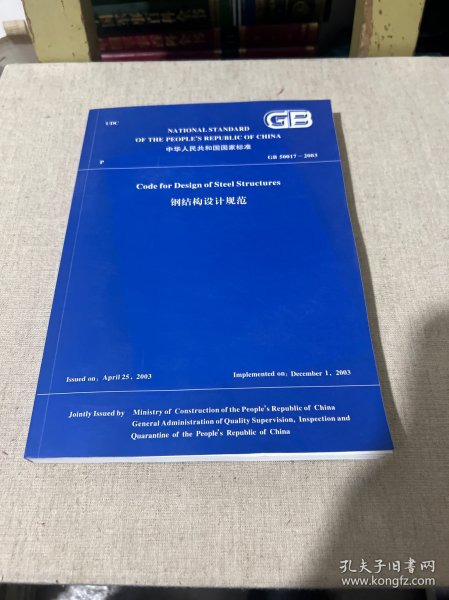 UDC
GB
NATIONAL STANDARD
OF THE PEOPLE'S REPUBLIC OF CHINA
中华人民共和国国家标准
P
GB 50017-2003
Code for Design of Steel Structures
钢结构设计规范
Issued on: April 25, 2003
Implemented on: December 1, 2003
Jointly Issued by Ministry of Construction of the People's Republic of China
General Administration of Quality Supervision, Inspection and
Quarantine of the People's Republic of China
孔夫子旧书网
www.kongfz.com